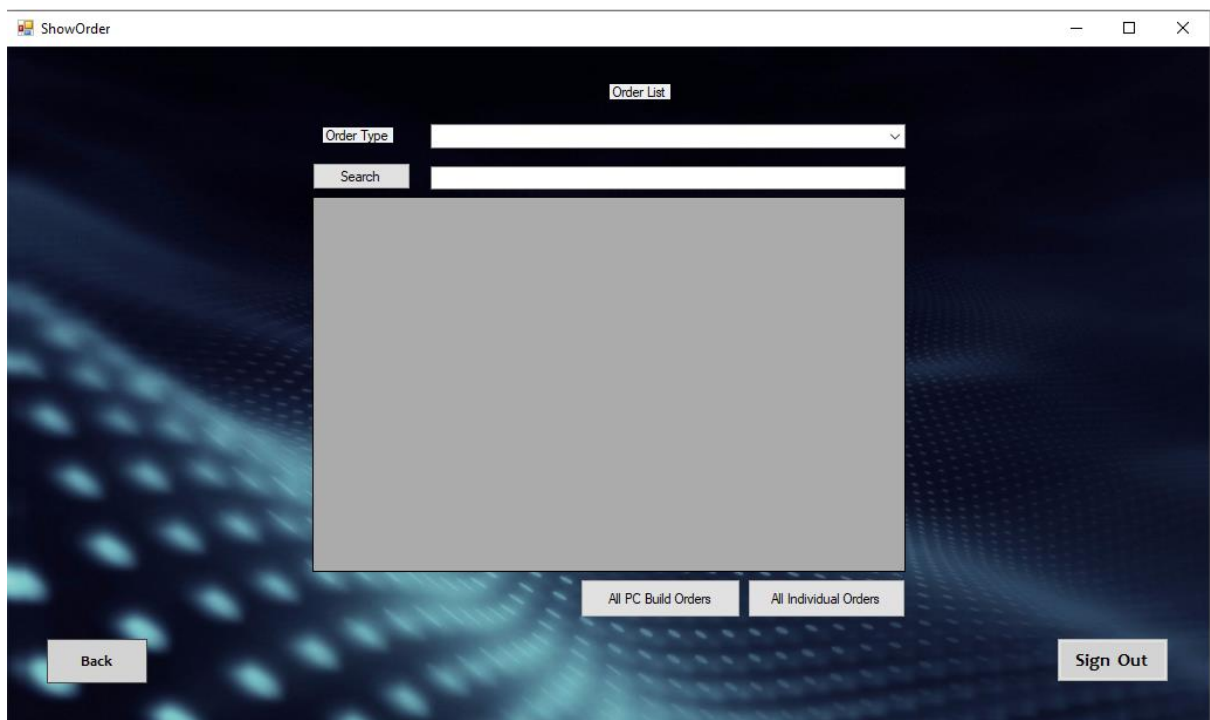 ShowOrder
Order List
Order Type
Search
All PC Build Orders
All Individual Orders
Back
Sign Out